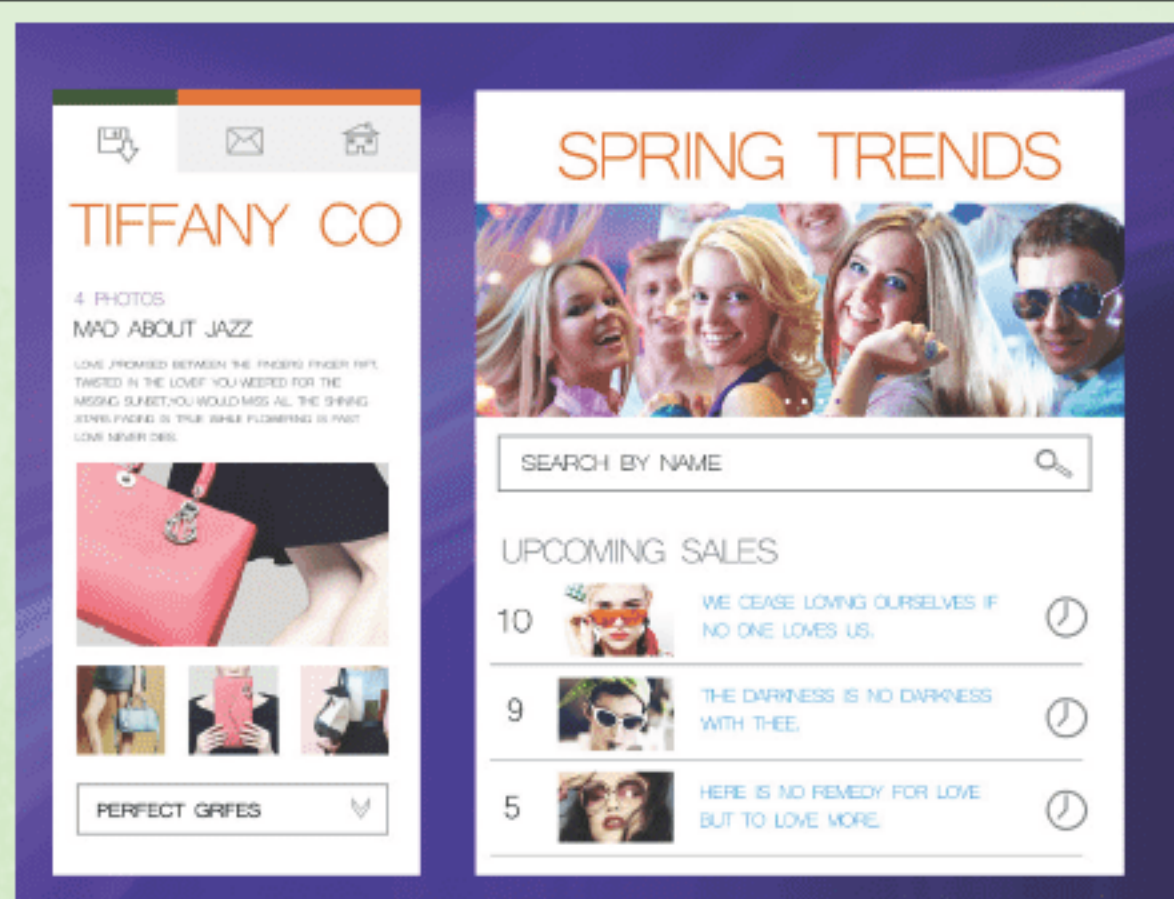 TIFFANY CO
4 PHOTOS
MAD ABOUT JAZZ
LOVE ,PROMISED BETWEEN THE FINGERS FINGER RIFT,
TWISTED IN THE LOVEIF YOU WEEPED FOR THE
MISSING SUNSET,YOU WOULD MISS ALL THE SHINING
STARS FADING IS TRUE WHILE FLOWERING IS PAST
LOVE NEVER DIES.
PERFECT GRIFES
SPRING TRENDS
SEARCH BY NAME
UPCOMING SALES
10
WE CEASE LOVING OURSELVES IF
NO ONE LOVES US.
9
THE DARKNESS IS NO DARKNESS
WITH THEE.
5
HERE IS NO REMEDY FOR LOVE
BUT TO LOVE MORE.